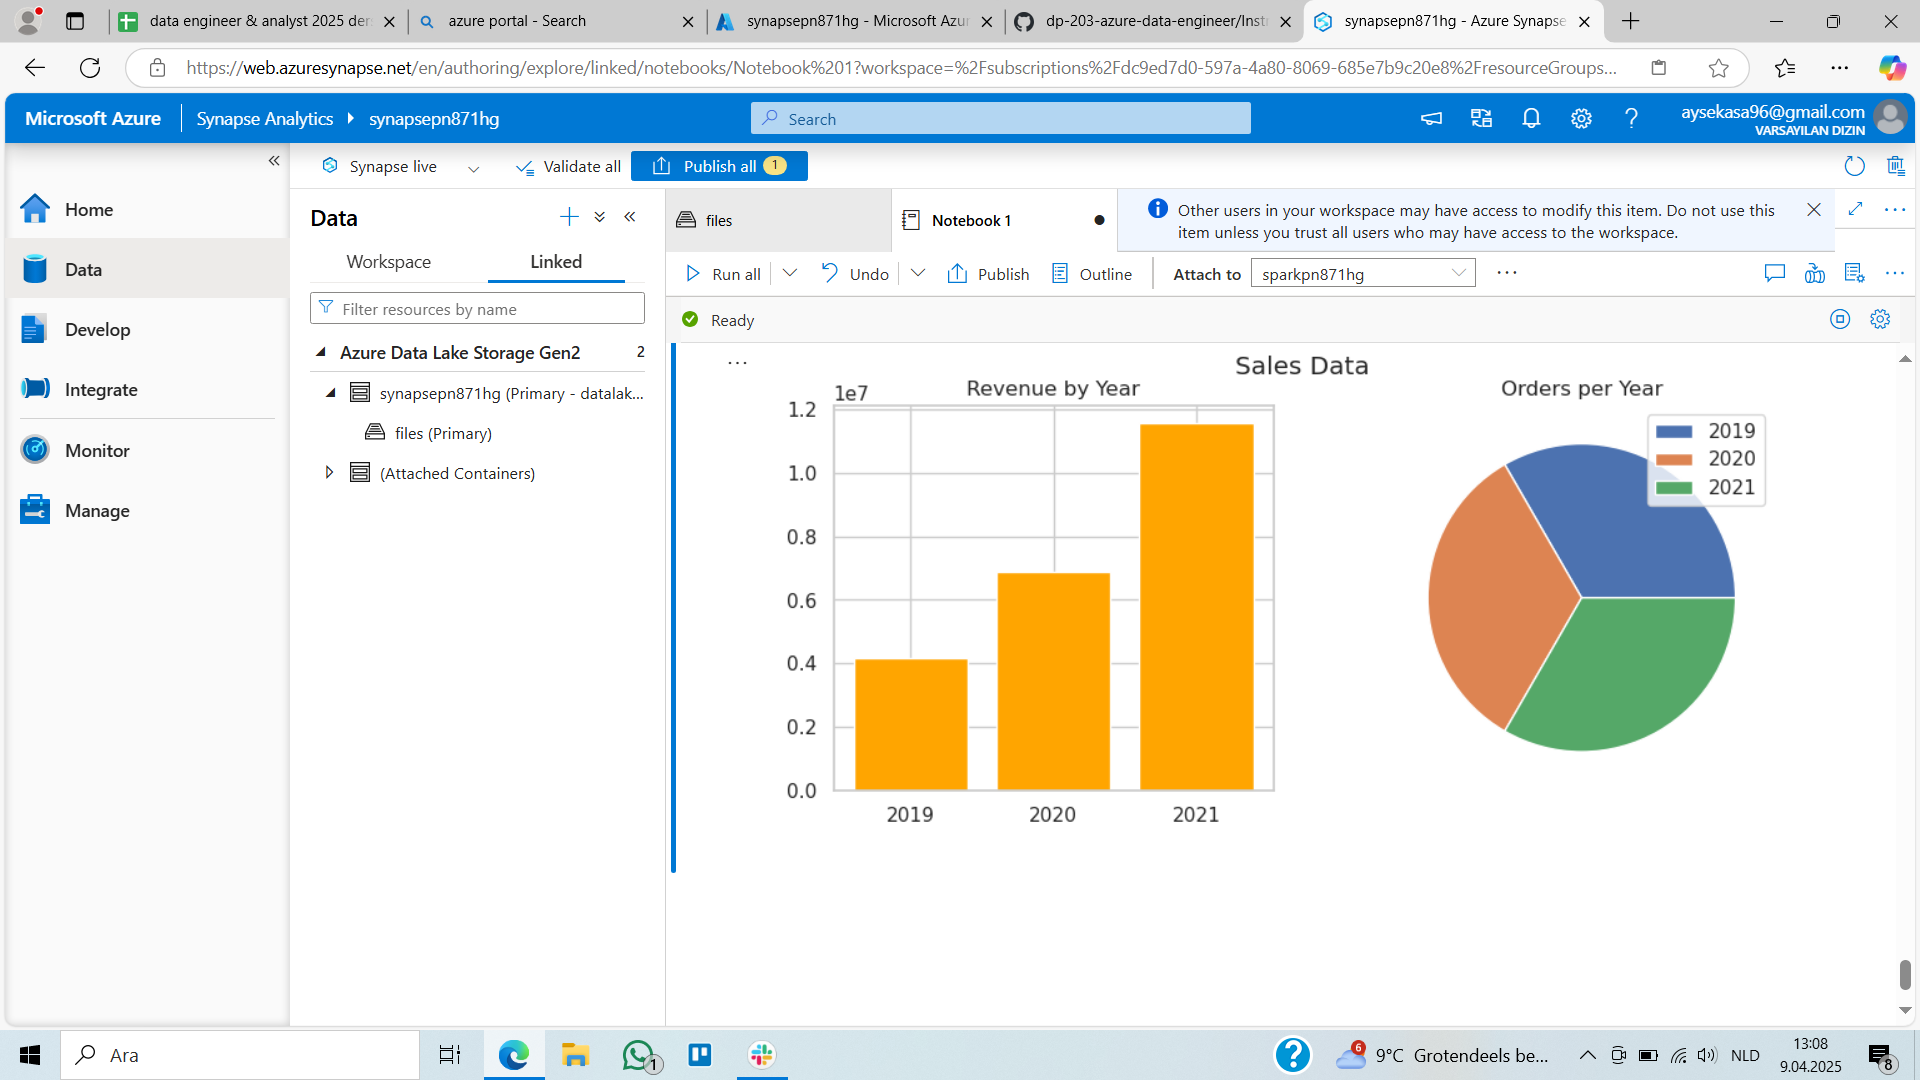 data engineer & analyst 2025 der
azure portal - Search
synapsepn871hg - Microsoft Azur
dp-203-azure-data-engineer/Instr
synapsepn871hg - Azure Synapse
https://web.azuresynapse.net/en/authoring/explore/linked/notebooks/Notebook%201?workspace=%2Fsubscriptions%2Fdc9ed7d0-597a-4a80-8069-685e7b9c20e8%2FresourceGroups...
Microsoft Azure
Synapse Analytics
synapsepn871hg
Search
aysekasa96@gmail.com
VARSAYILAN DIZIN
Synapse live
Validate all
Publish all 1
Home
Data
Develop
Integrate
Monitor
Manage
Data
Workspace
Linked
Filter resources by name
Azure Data Lake Storage Gen2 2
synapsepn871hg (Primary - datalak...
files (Primary)
(Attached Containers)
files
Notebook 1
Other users in your workspace may have access to modify this item. Do not use this
item unless you trust all users who may have access to the workspace.
Run all
Undo
Publish
Outline
Attach to
sparkpn871hg
Ready
Sales Data
Revenue by Year
1e7
1.2
1.0
0.8
0.6
0.4
0.2
0.0
2019
2020
2021
Orders per Year
2019
2020
2021
Ara
1
6
9°C Grotendeels be...
NLD
13:08
9.04.2025
8